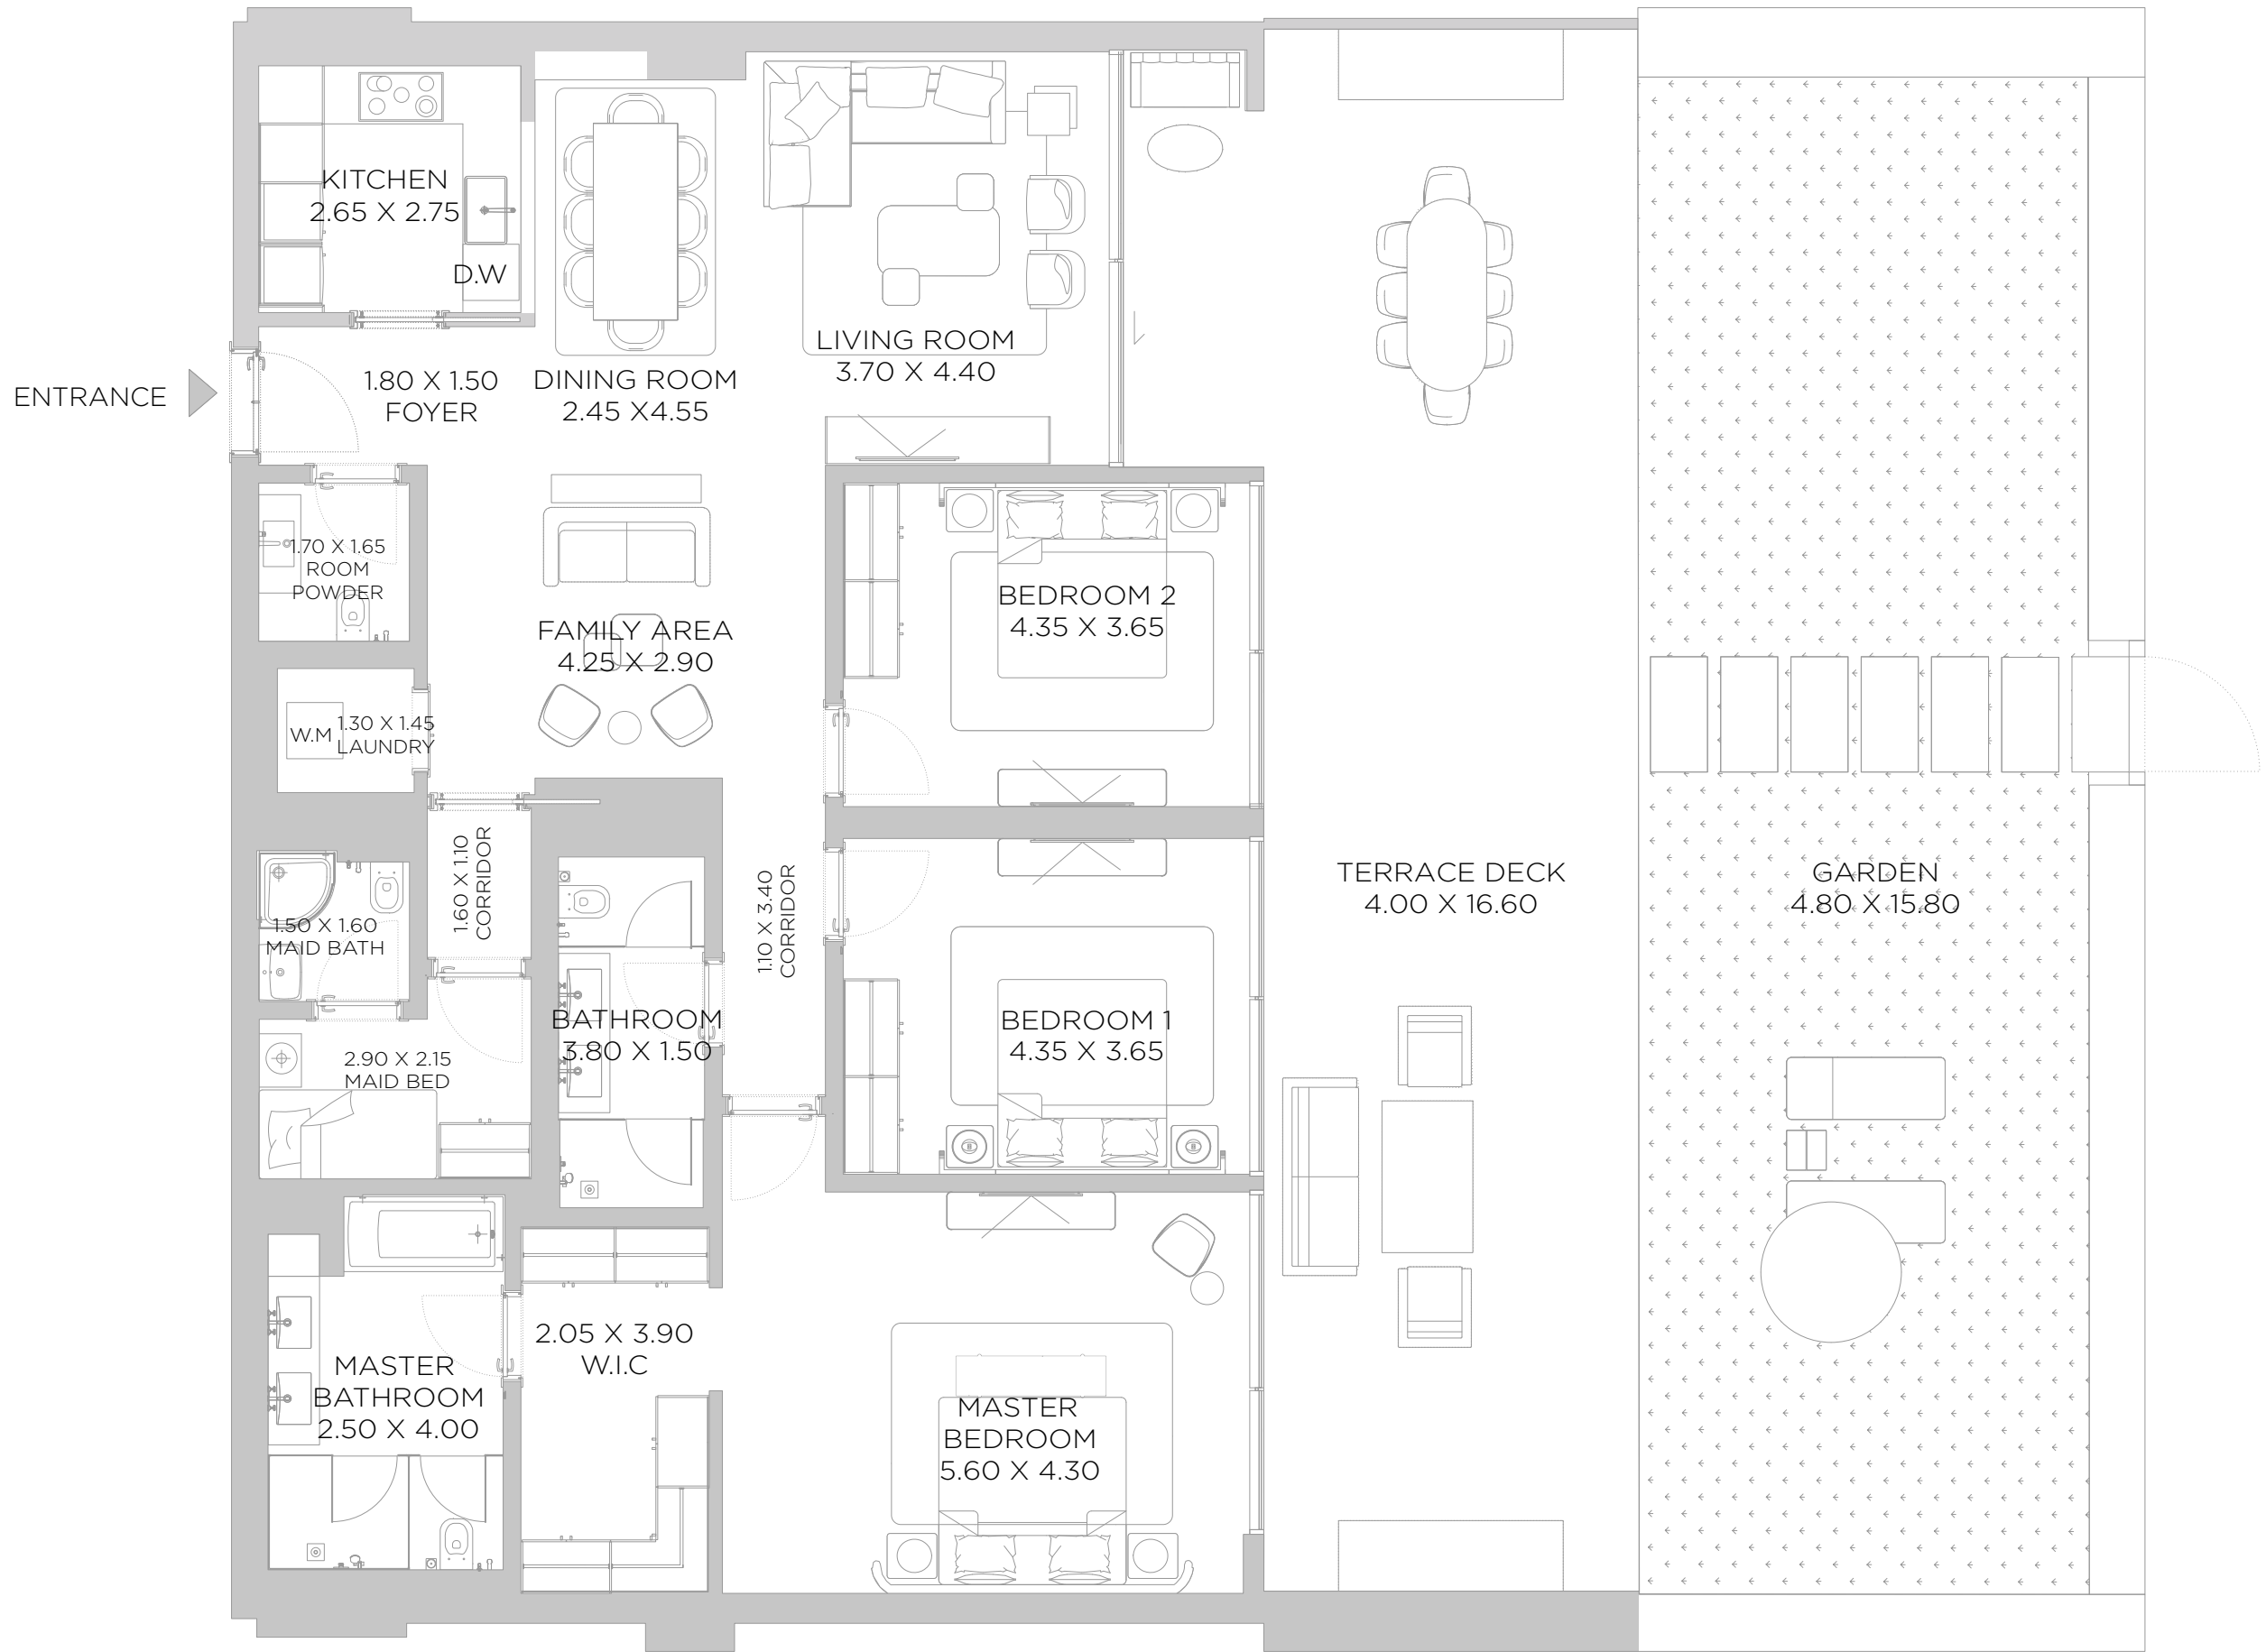 KITCHEN
2.65 X 2.75
D.W
ENTRANCE
1.80 X 1.50
FOYER
DINING ROOM
2.45 X4.55
LIVING ROOM
3.70 X 4.40
1.70 X 1.65
ROOM
POWDER
FAMILY AREA
4.25 X 2.90
BEDROOM 2
4.35 X 3.65
W.M
1.30 X 1.45
LAUNDRY
1.60 X 1.10
CORRIDOR
1.10 X 3.40
CORRIDOR
TERRACE DECK
4.00 X 16.60
GARDEN
4.80 X 15.80
1.50 X 1.60
MAID BATH
BATHROOM
3.80 X 1.50
BEDROOM 1
4.35 X 3.65
2.90 X 2.15
MAID BED
2.05 X 3.90
W.I.C
MASTER
BATHROOM
2.50 X 4.00
MASTER
BEDROOM
5.60 X 4.30